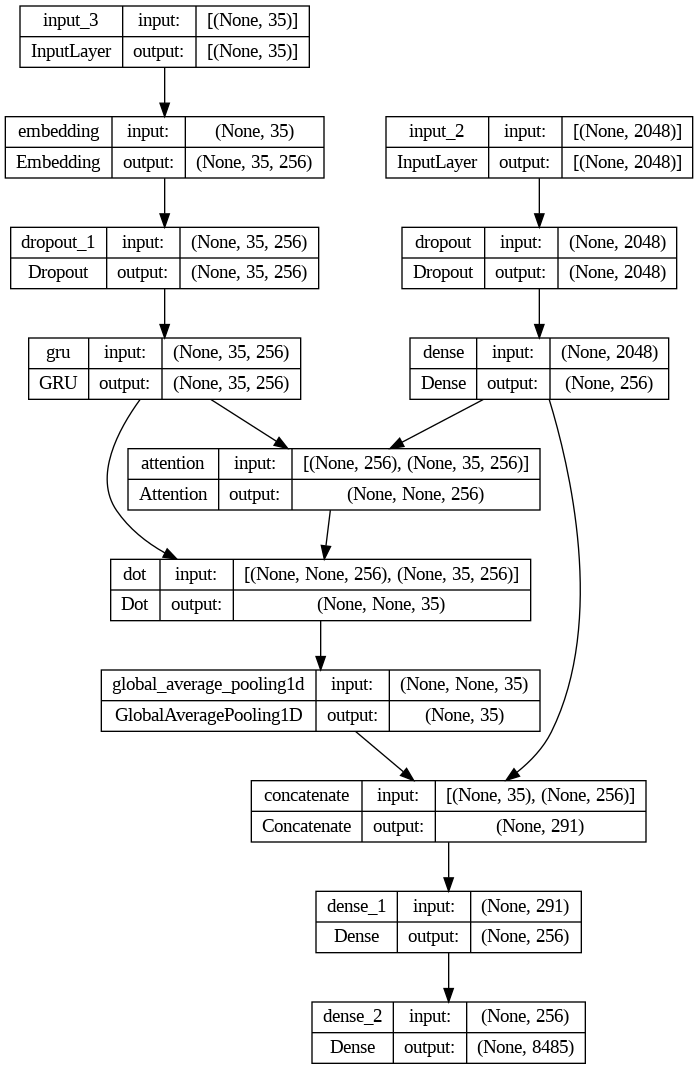 input_3 input: [(None, 35)]
InputLayer output: [(None, 35)]
embedding input: (None, 35)
Embedding output: (None, 35, 256)
input_2 input: [(None, 2048)]
InputLayer output: [(None, 2048)]
dropout_1 input: (None, 35, 256)
Dropout output: (None, 35, 256)
dropout input: (None, 2048)
Dropout output: (None, 2048)
gru input: (None, 35, 256)
GRU output: (None, 35, 256)
dense input: (None, 2048)
Dense output: (None, 256)
attention input: [(None, 256), (None, 35, 256)]
Attention output: (None, None, 256)
dot input: [(None, None, 256), (None, 35, 256)]
Dot output: (None, None, 35)
global_average_pooling1d input: (None, None, 35)
GlobalAveragePooling1D output: (None, 35)
concatenate input: [(None, 35), (None, 256)]
Concatenate output: (None, 291)
dense_1 input: (None, 291)
Dense output: (None, 256)
dense_2 input: (None, 256)
Dense output: (None, 8485)